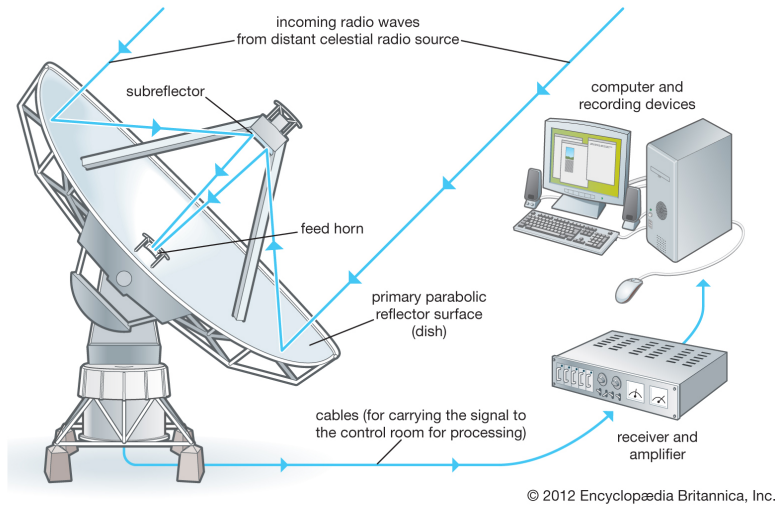 incoming radio waves
from distant celestial radio source
subreflector
computer and
recording devices
feed horn
primary parabolic
reflector surface
(dish)
cables (for carrying the signal to
the control room for processing)
receiver and
amplifier
© 2012 Encyclopædia Britannica, Inc.